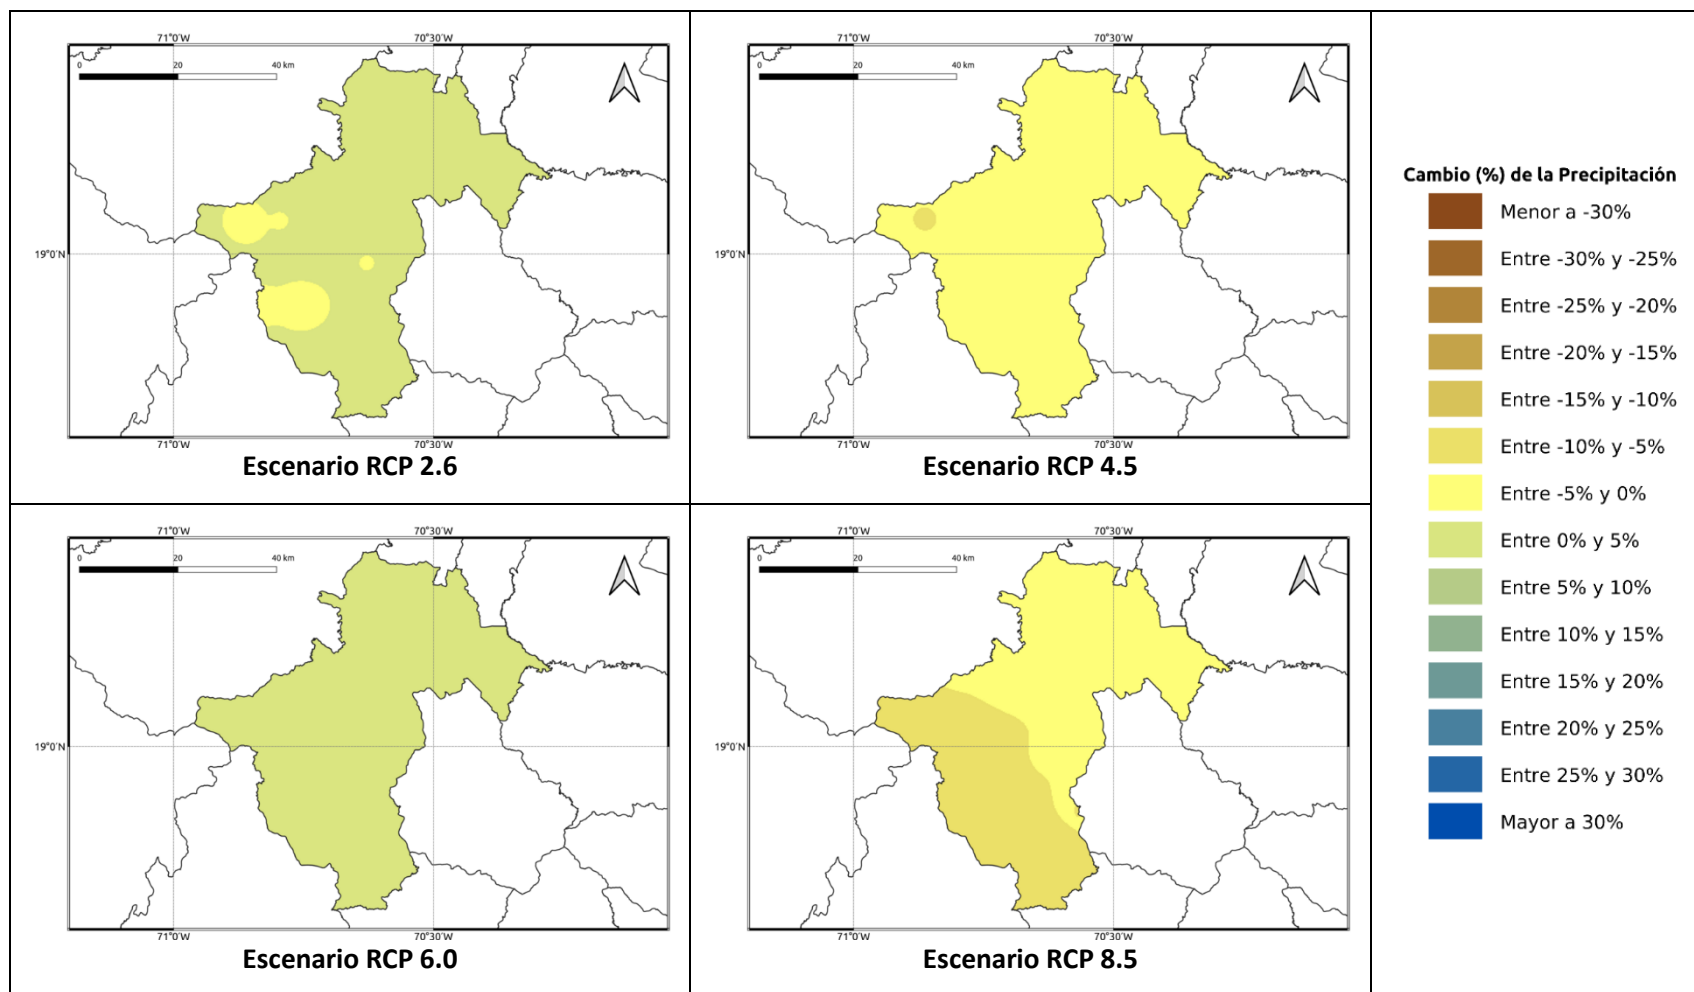 71°0'W 70°30'W
0 20 40 km
19°0'N
71°0'W 70°30'W
Escenario RCP 2.6
71°0'W 70°30'W
0 20 40 km
19°0'N
71°0'W 70°30'W
Escenario RCP 4.5
71°0'W 70°30'W
0 20 40 km
19°0'N
71°0'W 70°30'W
Escenario RCP 6.0
71°0'W 70°30'W
0 20 40 km
19°0'N
71°0'W 70°30'W
Escenario RCP 8.5
Cambio (%) de la Precipitación
Menor a -30%
Entre -30% y -25%
Entre -25% y -20%
Entre -20% y -15%
Entre -15% y -10%
Entre -10% y -5%
Entre -5% y 0%
Entre 0% y 5%
Entre 5% y 10%
Entre 10% y 15%
Entre 15% y 20%
Entre 20% y 25%
Entre 25% y 30%
Mayor a 30%